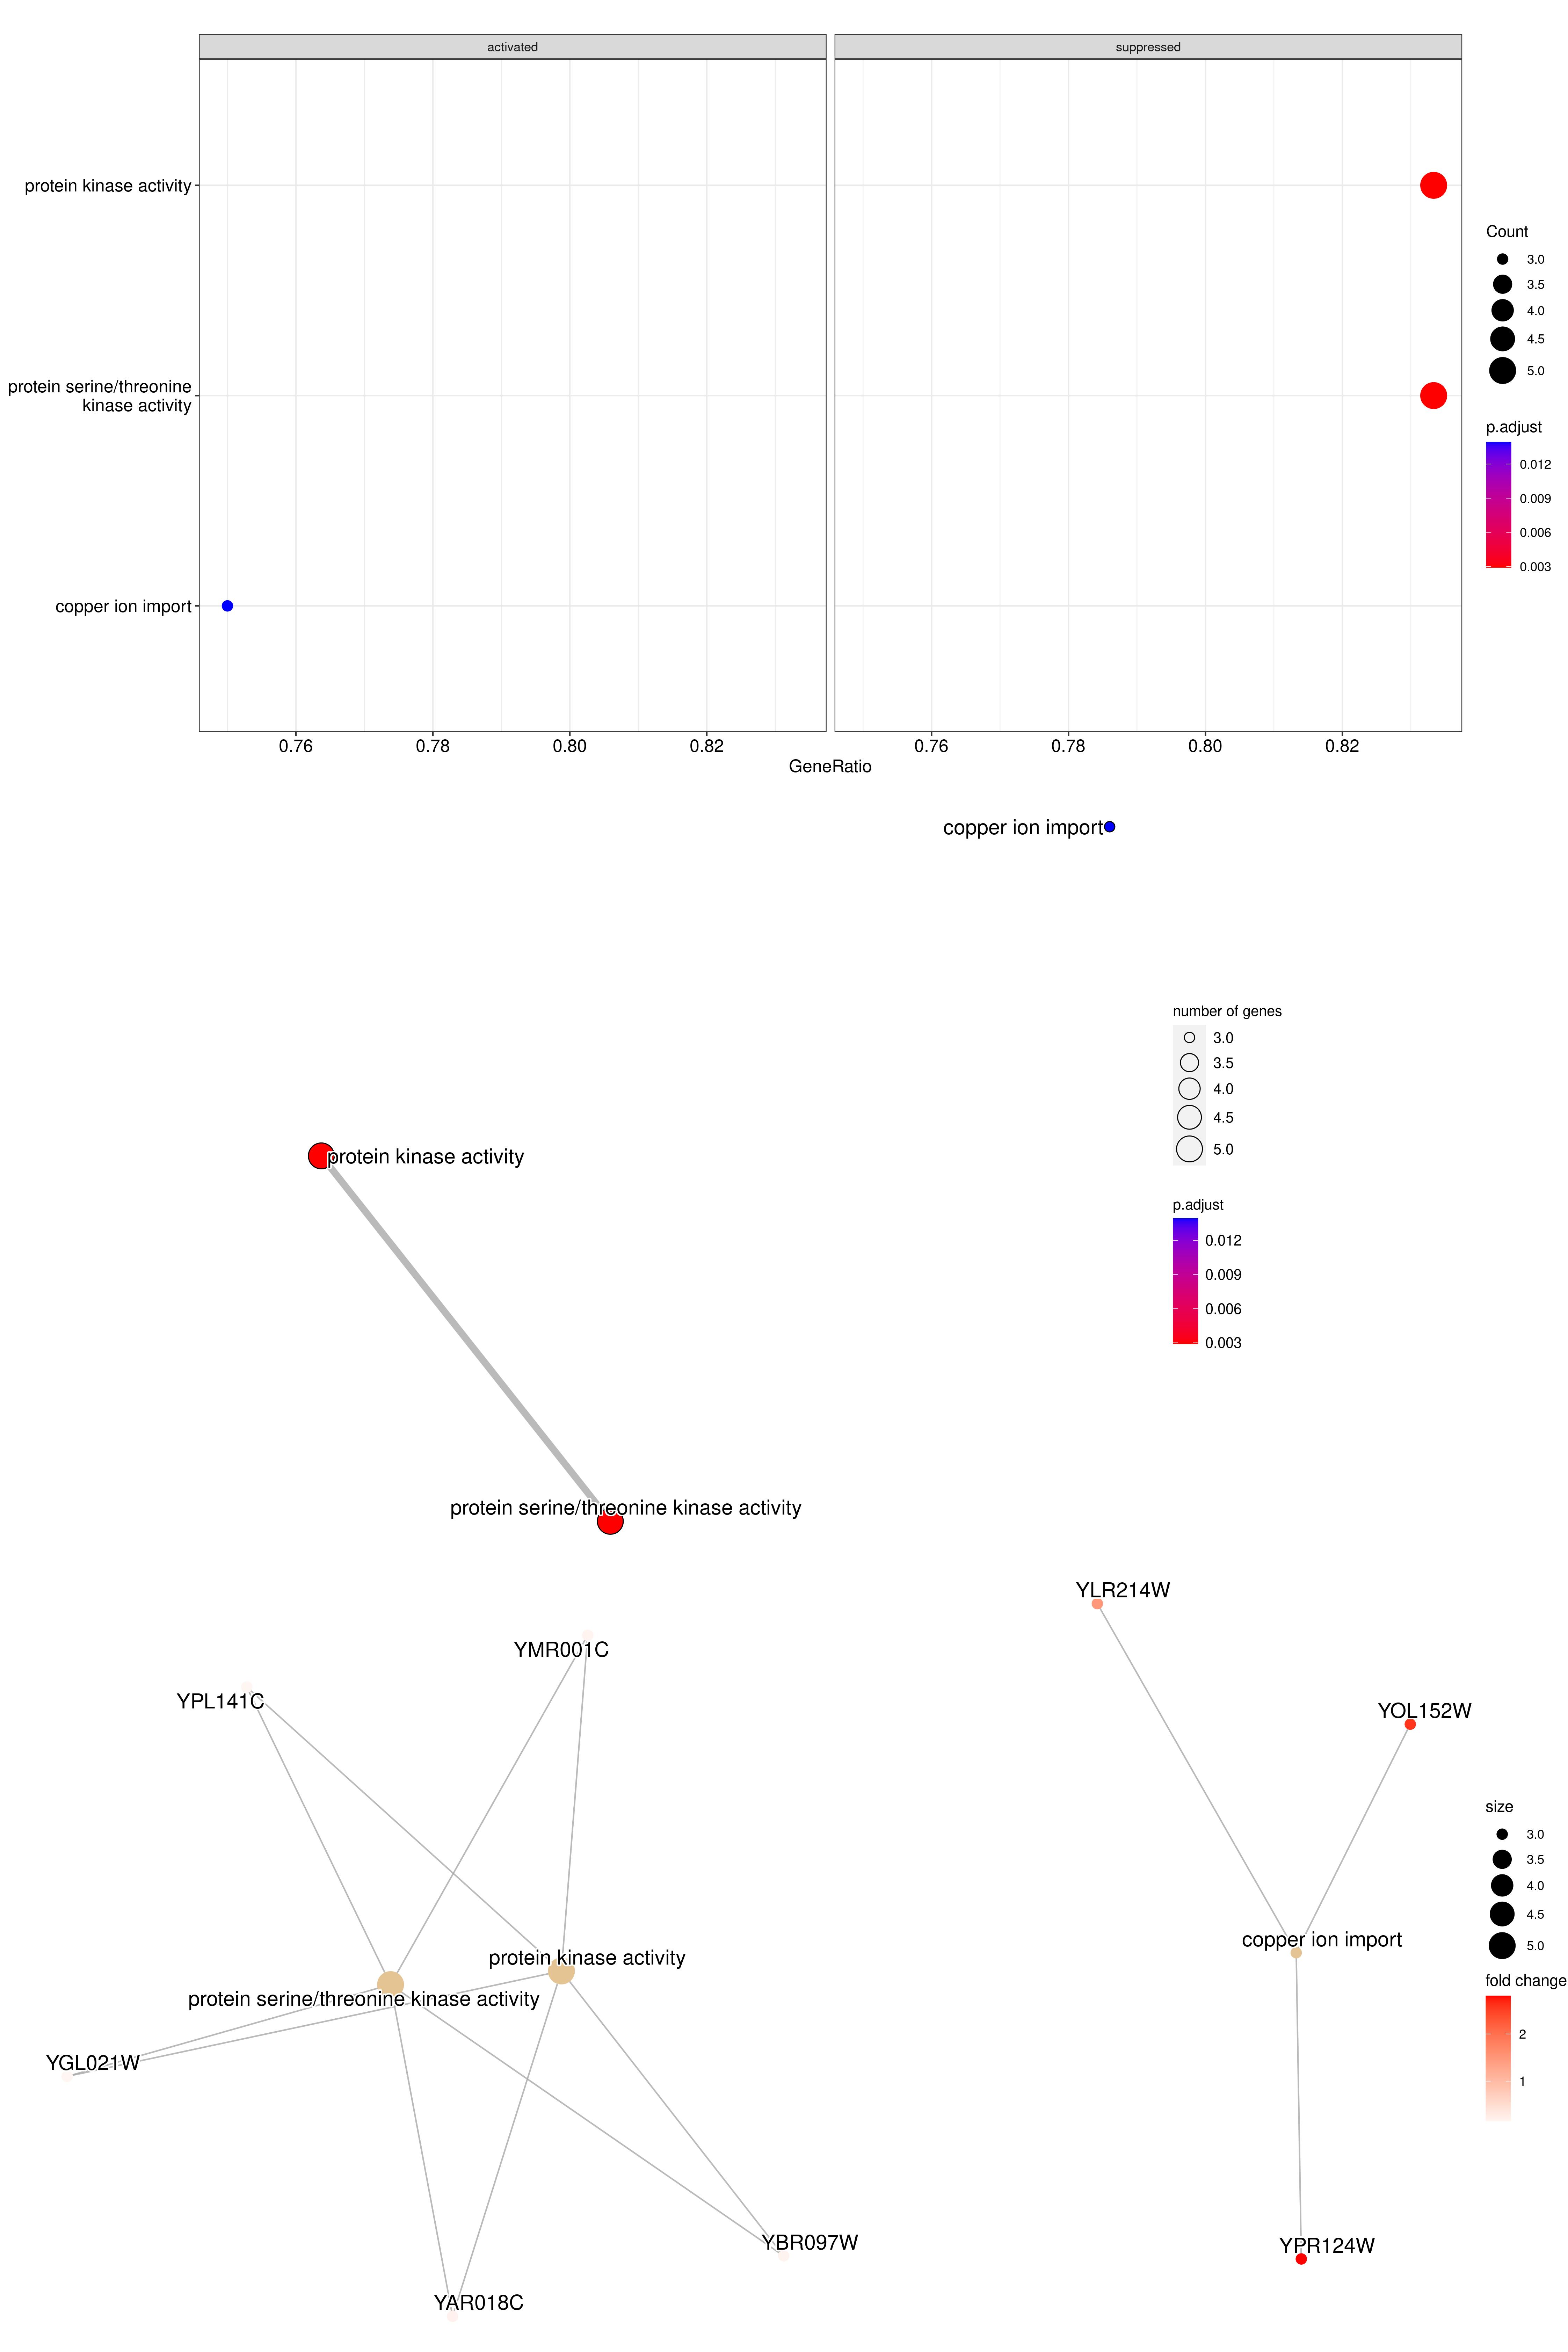 activated
suppressed
protein kinase activity
protein serine/threonine
kinase activity
copper ion import
0.76
0.78
0.80
0.82
0.76
0.78
0.80
0.82
GeneRatio
Count
3.0
3.5
4.0
4.5
5.0
p.adjust
0.012
0.009
0.006
0.003
copper ion import
protein kinase activity
protein serine/threonine kinase activity
number of genes
3.0
3.5
4.0
4.5
5.0
p.adjust
0.012
0.009
0.006
0.003
YLR214W
YMR001C
YPL141C
YOL152W
copper ion import
protein kinase activity
protein serine/threonine kinase activity
YGL021W
YBR097W
YPR124W
YAR018C
size
3.0
3.5
4.0
4.5
5.0
fold change
2
1